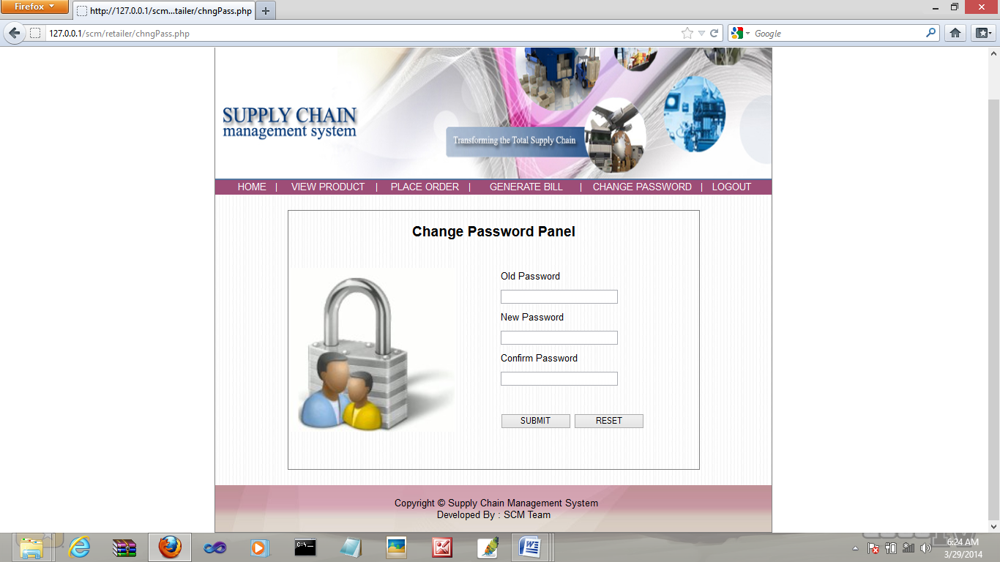 Firefox
http://127.0.0.1/scm...tailer/chngPass.php
127.0.0.1/scm/retailer/chngPass.php
Google
SUPPLY CHAIN
management system
Transforming the Total Supply Chain
HOME | VIEW PRODUCT | PLACE ORDER | GENERATE BILL | CHANGE PASSWORD | LOGOUT
Change Password Panel
Old Password
New Password
Confirm Password
SUBMIT RESET
Copyright © Supply Chain Management System
Developed By : SCM Team
6:24 AM
3/29/2014